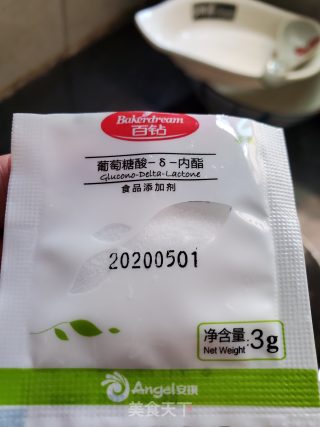 Bakerdream
百钻
葡萄糖酸-δ-内酯
Glucono-Delta-Lactone
食品添加剂
20200501
净含量:3g
Net Weight:
Angel安琪
美食天下